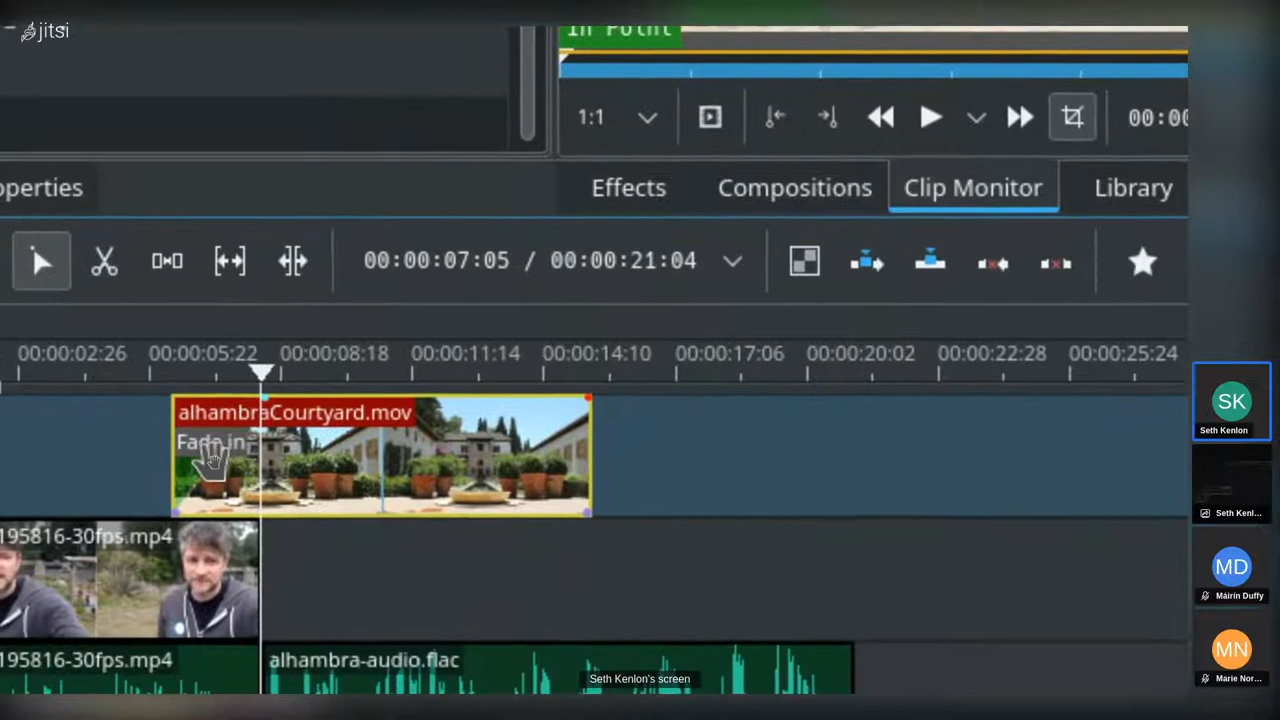 jitsi
In Point
1:1
00:00
operties
Effects
Compositions
Clip Monitor
Library
00:00:07:05 / 00:00:21:04
00:00:02:26
00:00:05:22
00:00:08:18
00:00:11:14
00:00:14:10
00:00:17:06
00:00:20:02
00:00:22:28
00:00:25:24
alhambraCourtyard.mov
Fade in
195816-30fps.mp4
195816-30fps.mp4
alhambra-audio.flac
Seth Kenlon's screen
SK
Seth Kenlon
Seth Kenl...
MD
Máirín Duffy
MN
Marie Nor...